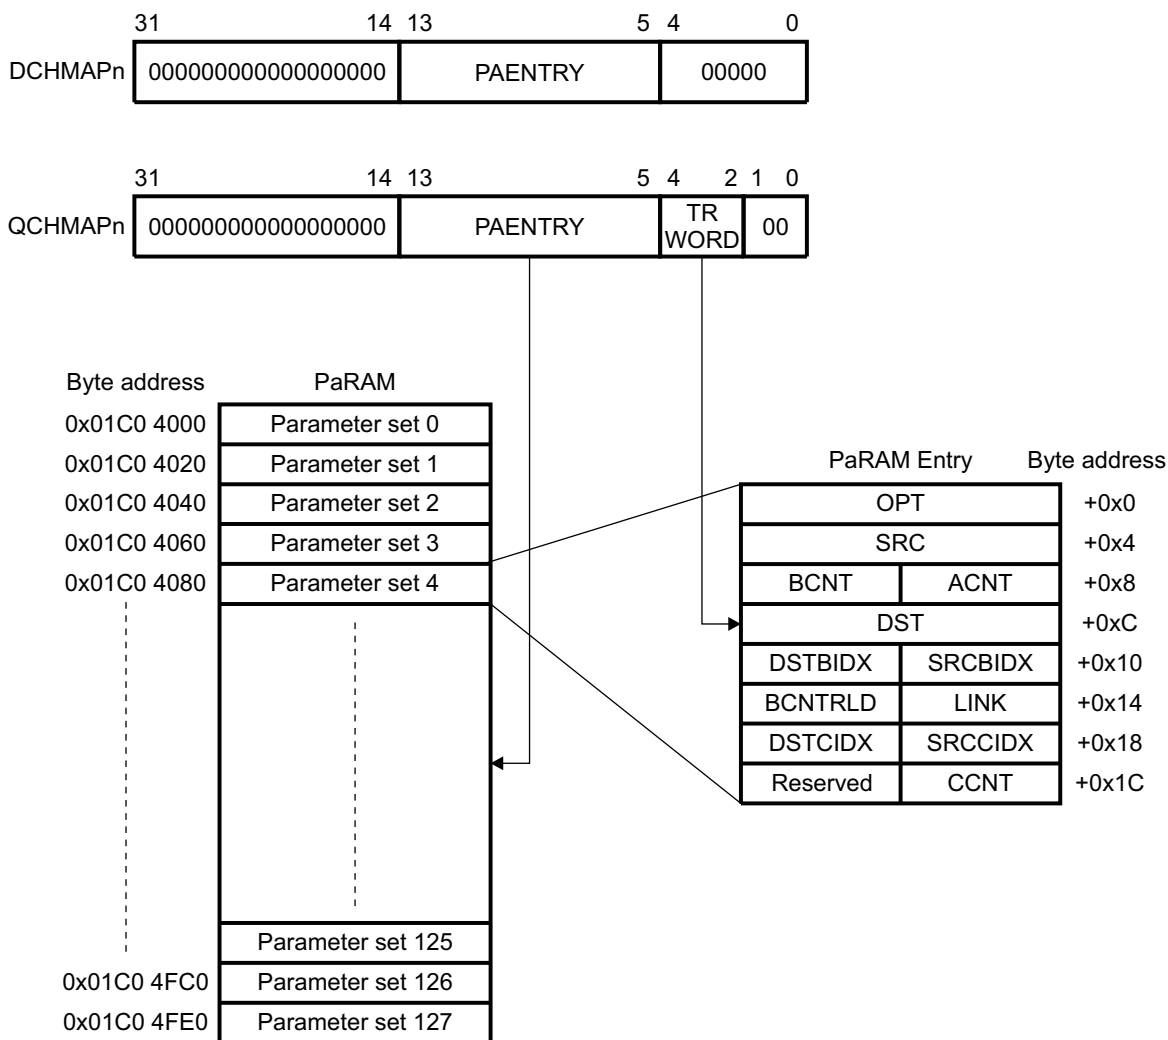 31 14 13 5 4 0
DCHMAPn 000000000000000000 PAENTRY 00000
31 14 13 5 4 2 1 0
QCHMAPn 000000000000000000 PAENTRY TR WORD 00
Byte address PaRAM
0x01C0 4000 Parameter set 0
0x01C0 4020 Parameter set 1
0x01C0 4040 Parameter set 2
0x01C0 4060 Parameter set 3
0x01C0 4080 Parameter set 4
Parameter set 125
0x01C0 4FC0 Parameter set 126
0x01C0 4FE0 Parameter set 127
PaRAM Entry Byte address
OPT +0x0
SRC +0x4
BCNT ACNT +0x8
DST +0xC
DSTBIDX SRCBIDX +0x10
BCNTRLD LINK +0x14
DSTCIDX SRCCIDX +0x18
Reserved CCNT +0x1C